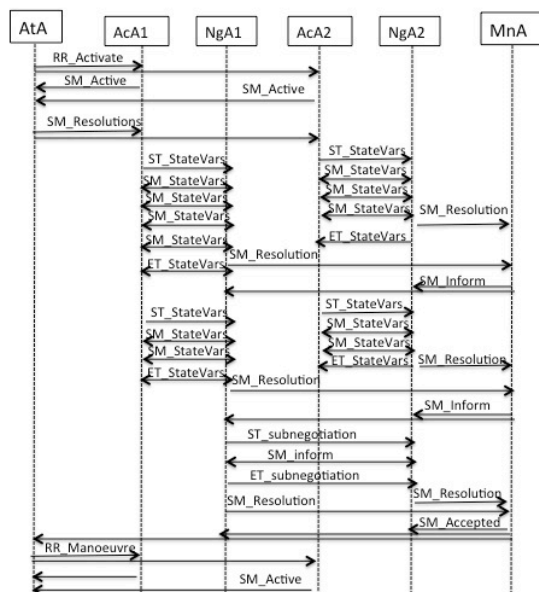 AtA AcA1 NgA1 AcA2 NgA2 MnA
RR_Activate
SM_Active
SM_Active
SM_Resolutions
ST_StateVars
ST_StateVars
SM_StateVars
SM_StateVars
SM_StateVars
SM_StateVars
SM_StateVars
SM_StateVars
SM_Resolution
SM_StateVars
ET_StateVars
SM_Resolution
ET_StateVars
SM_Inform
ST_StateVars
ST_StateVars
SM_StateVars
SM_StateVars
SM_StateVars
SM_StateVars
ET_StateVars
SM_Resolution
ET_StateVars
SM_Resolution
SM_Inform
ST_subnegotiation
SM_inform
ET_subnegotiation
SM_Resolution
SM_Resolution
SM_Accepted
RR_Manoeuvre
SM_Active